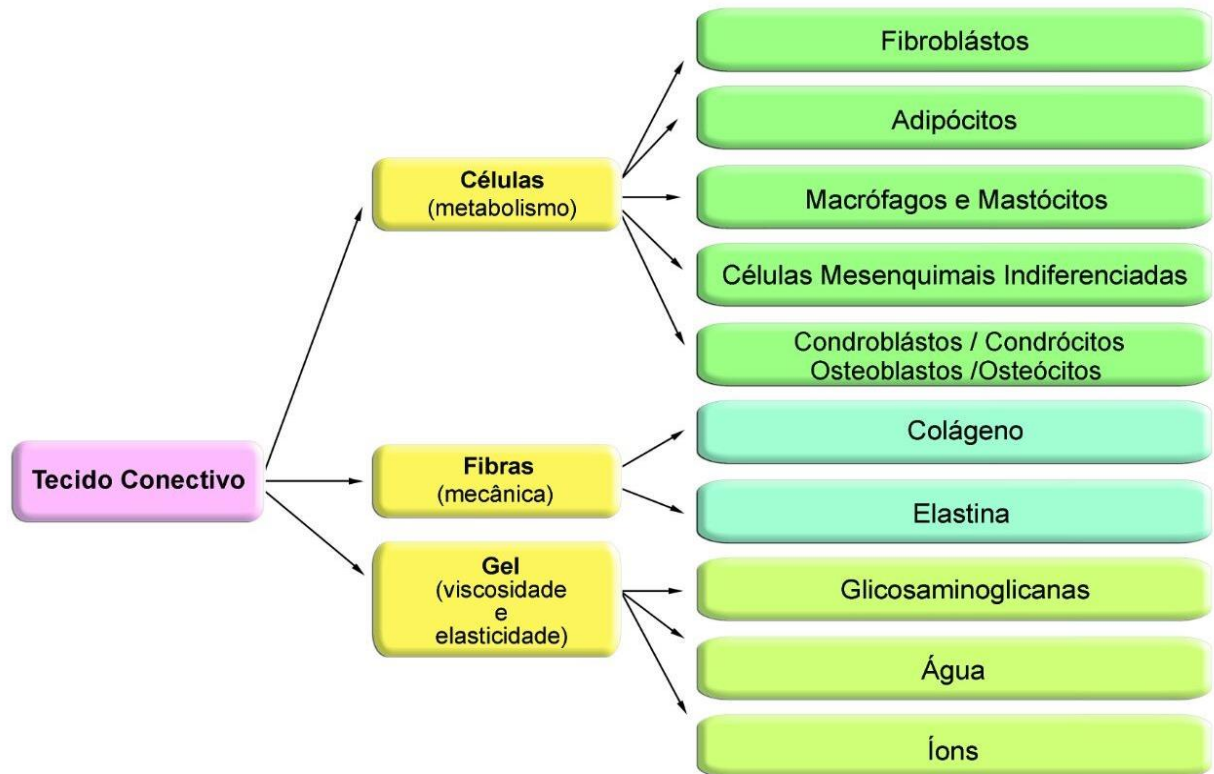 Tecido Conectivo
Células
(metabolismo)
Fibroblástos
Adipócitos
Macrófagos e Mastócitos
Células Mesenquimais Indiferenciadas
Condroblástos / Condrócitos
Osteoblastos /Osteócitos
Fibras
(mecânica)
Colágeno
Elastina
Gel
(viscosidade
e
elasticidade)
Glicosaminoglicanas
Água
Íons